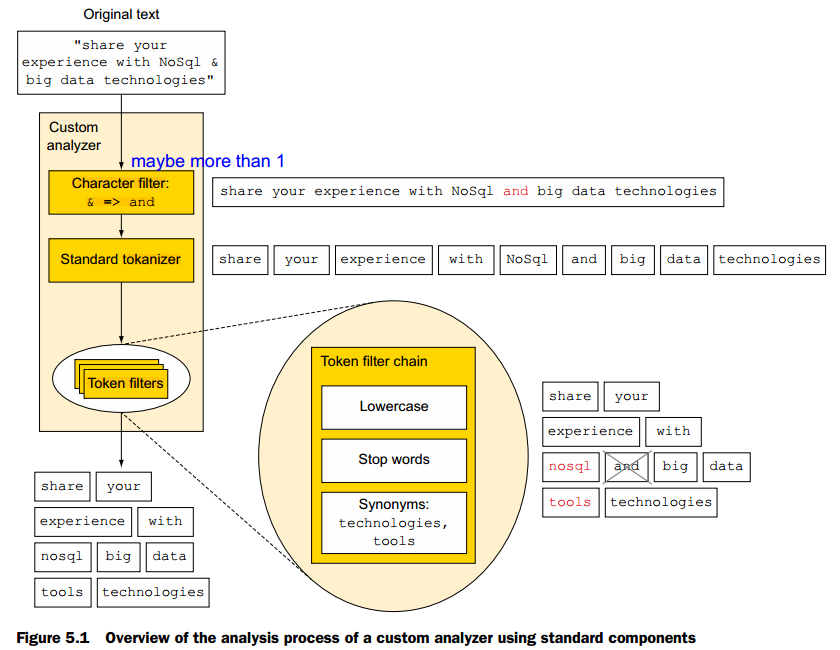 Original text
"share your
experience with NoSql &
big data technologies"
Custom
analyzer
maybe more than 1
Character filter:
& => and
share your experience with NoSql and big data technologies
Standard tokanizer
share your experience with NoSql and big data technologies
Token filters
Token filter chain
Lowercase
Stop words
Synonyms:
technologies,
tools
share your
experience with
nosql and big data
tools technologies
share your
experience with
nosql big data
tools technologies
Figure 5.1 Overview of the analysis process of a custom analyzer using standard components